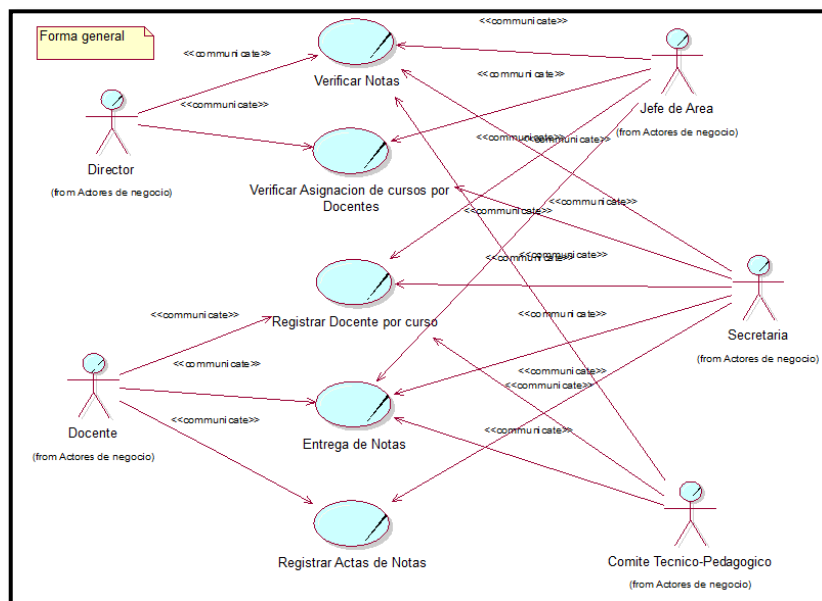 Forma general
<<communicate>>
<<communicate>>
Verificar Notas
<<communicate>>
Jefe de Area
(from Actores de negocio)
<<communicate>>
Director
(from Actores de negocio)
<<communicate>>
<<communicate>>
<<communicate>>
Verificar Asignacion de cursos por
Docentes
<<communicate>>
<<communicate>>
<<communicate>>
<<communicate>>
<<communicate>>
Registrar Docente por curso
<<communicate>>
Secretaria
(from Actores de negocio)
<<communicate>>
<<communicate>>
<<communicate>>
Docente
(from Actores de negocio)
<<communicate>>
<<communicate>>
Entrega de Notas
Registrar Actas de Notas
Comite Tecnico-Pedagogico
(from Actores de negocio)